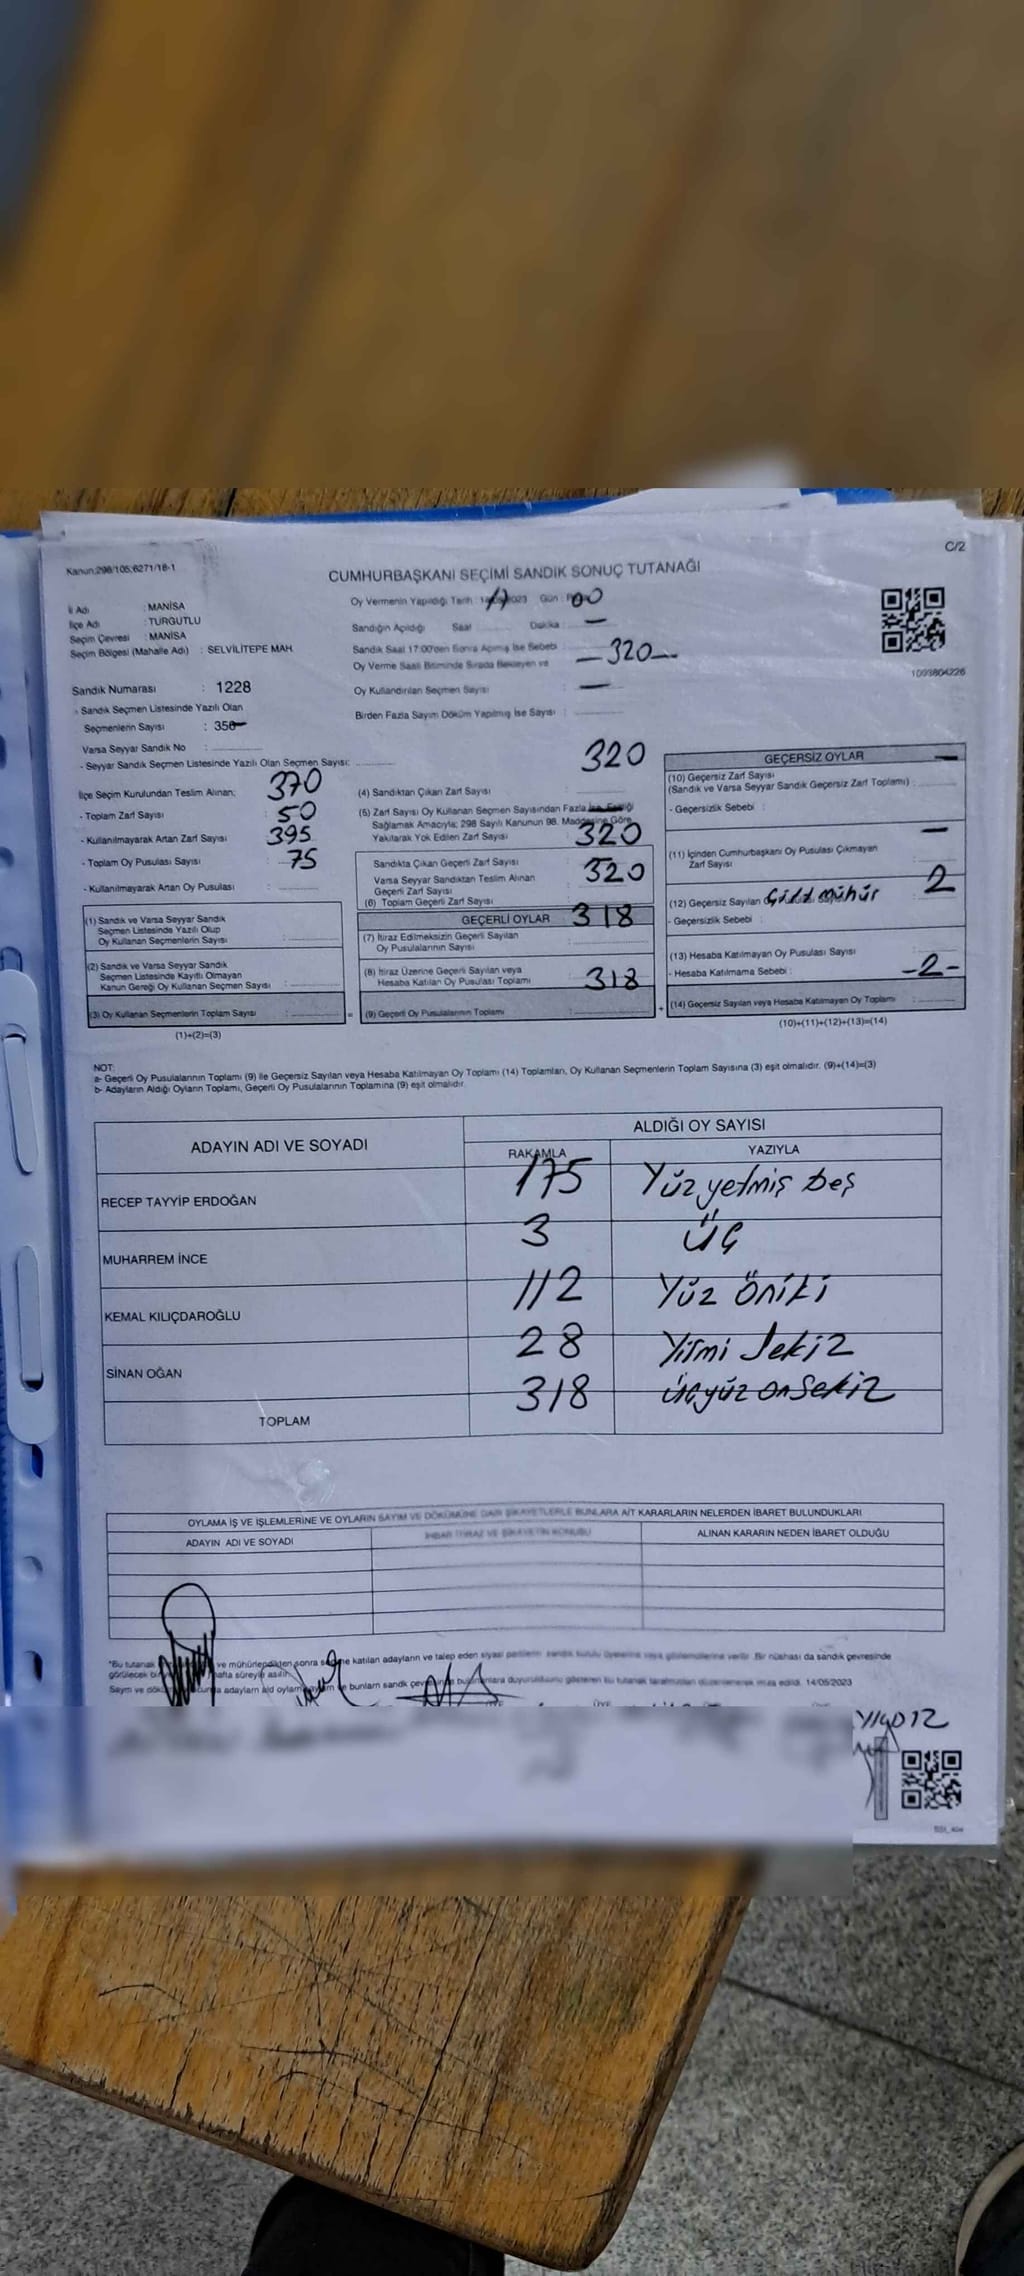 C/2
Kanun:298/105;6271/18-1
CUMHURBAŞKANI SEÇİMİ SANDIK SONUÇ TUTANAĞI
İl Adı : MANİSA
İlçe Adı : TURGUTLU
Seçim Çevresi : MANİSA
Seçim Bölgesi (Mahalle Adı) : SELVİLİTEPE MAH.
Oy Vermenin Yapıldığı Tarih : 2023 Gün : 00
Sandığın Açıldığı Saat 17 Dakika :
Sandık Saat 17:00'den Sonra Açılmış İse Sebebi : —
Oy Verme Saati Bitiminde Sırada Bekleyen ve
Oy Kullandırılan Seçmen Sayısı : — 320 —
Birden Fazla Sayım Döküm Yapılmış İse Sayısı : —
1093804226
Sandık Numarası : 1228
- Sandık Seçmen Listesinde Yazılı Olan
Seçmenlerin Sayısı : 356
Varsa Seyyar Sandık No :
- Seyyar Sandık Seçmen Listesinde Yazılı Olan Seçmen Sayısı:
İlçe Seçim Kurulundan Teslim Alınan;
- Toplam Zarf Sayısı : 370
- Kullanılmayarak Artan Zarf Sayısı : 50
- Toplam Oy Pusulası Sayısı : 395
- Kullanılmayarak Artan Oy Pusulası : 75
(1) Sandık ve Varsa Seyyar Sandık
Seçmen Listesinde Yazılı Olup
Oy Kullanan Seçmenlerin Sayısı :
(2) Sandık ve Varsa Seyyar Sandık
Seçmen Listesinde Kayıtlı Olmayan
Kanun Gereği Oy Kullanan Seçmen Sayısı :
(3) Oy Kullanan Seçmenlerin Toplam Sayısı :
(1)+(2)=(3)
(4) Sandıktan Çıkan Zarf Sayısı : 320
(5) Zarf Sayısı Oy Kullanan Seçmen Sayısından Fazla İse, Eşitliği
Sağlamak Amacıyla; 298 Sayılı Kanunun 98. Maddesine Göre
Yakılarak Yok Edilen Zarf Sayısı :
Sandıkta Çıkan Geçerli Zarf Sayısı : 320
Varsa Seyyar Sandıktan Teslim Alınan
Geçerli Zarf Sayısı :
(6) Toplam Geçerli Zarf Sayısı : 320
GEÇERLİ OYLAR
(7) İtiraz Edilmeksizin Geçerli Sayılan
Oy Pusulalarının Sayısı : 318
(8) İtiraz Üzerine Geçerli Sayılan veya
Hesaba Katılan Oy Pusulası Toplamı :
(9) Geçerli Oy Pusulalarının Toplamı : 318
GEÇERSİZ OYLAR
(10) Geçersiz Zarf Sayısı
(Sandık ve Varsa Seyyar Sandık Geçersiz Zarf Toplamı) : —
- Geçersizlik Sebebi :
(11) İçinden Cumhurbaşkanı Oy Pusulası Çıkmayan
Zarf Sayısı : —
(12) Geçersiz Sayılan 2
- Geçersizlik Sebebi : mühür
(13) Hesaba Katılmayan Oy Pusulası Sayısı
- Hesaba Katılmama Sebebi :
(14) Geçersiz Sayılan veya Hesaba Katılmayan Oy Toplamı : -2-
(10)+(11)+(12)+(13)=(14)
NOT:
a- Geçerli Oy Pusulalarının Toplamı (9) ile Geçersiz Sayılan veya Hesaba Katılmayan Oy Toplamı (14) Toplamları, Oy Kullanan Seçmenlerin Toplam Sayısına (3) eşit olmalıdır. (9)+(14)=(3)
b- Adayların Aldığı Oyların Toplamı, Geçerli Oy Pusulalarının Toplamına (9) eşit olmalıdır.
ADAYIN ADI VE SOYADI
ALDIĞI OY SAYISI
RAKAMLA YAZIYLA
RECEP TAYYİP ERDOĞAN 175 Yüz yetmiş beş
MUHARREM İNCE 3 üç
KEMAL KILIÇDAROĞLU 112 Yüz öniki
SİNAN OĞAN 28 Yirmi Sekiz
TOPLAM 318 üçyüz onsekiz
OYLAMA İŞ VE İŞLEMLERİNE VE OYLARIN SAYIM VE DÖKÜMÜNE DAİR ŞİKAYETLERLE BUNLARA AİT KARARLARIN NELERDEN İBARET BULUNDUKLARI
ADAYIN ADI VE SOYADI İHBAR İTİRAZ VE ŞİKAYETİN KONUSU ALINAN KARARIN NEDEN İBARET OLDUĞU
*Bu tutanak ve mühürlendikten sonra seçime katılan adayların ve talep eden siyasi partilerin sandık kurulu üyelerine veya gözlemcilerine verilir. Bir nüshası da sandık çevresinde
görülecek bir hafta süreyle asılır.
Sayım ve adayların oyların ve bunların sandık bulunanlara duyurulduğunu gösteren bu tutanak tarafımızdan düzenlenerek imza edildi. 14/05/2023
ÜYE